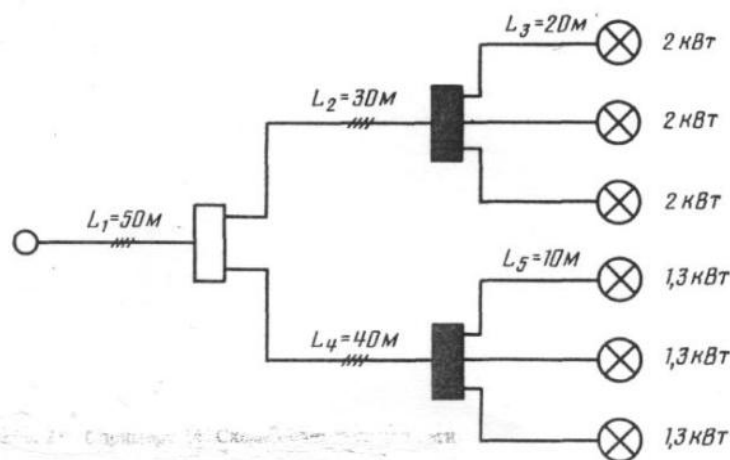 L₃=20м
2 кВт
L₂=30м
2 кВт
2 кВт
L₁=50м
L₅=10м
1,3 кВт
L₄=40м
1,3 кВт
1,3 кВт